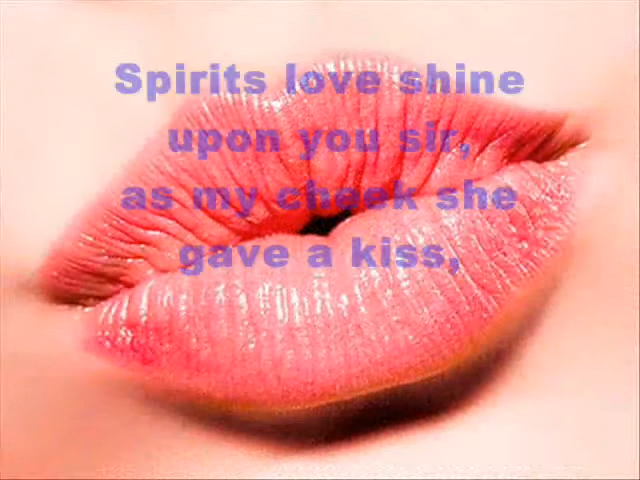 Spirits love shine
upon you sir,
as my cheek she
gave a kiss,